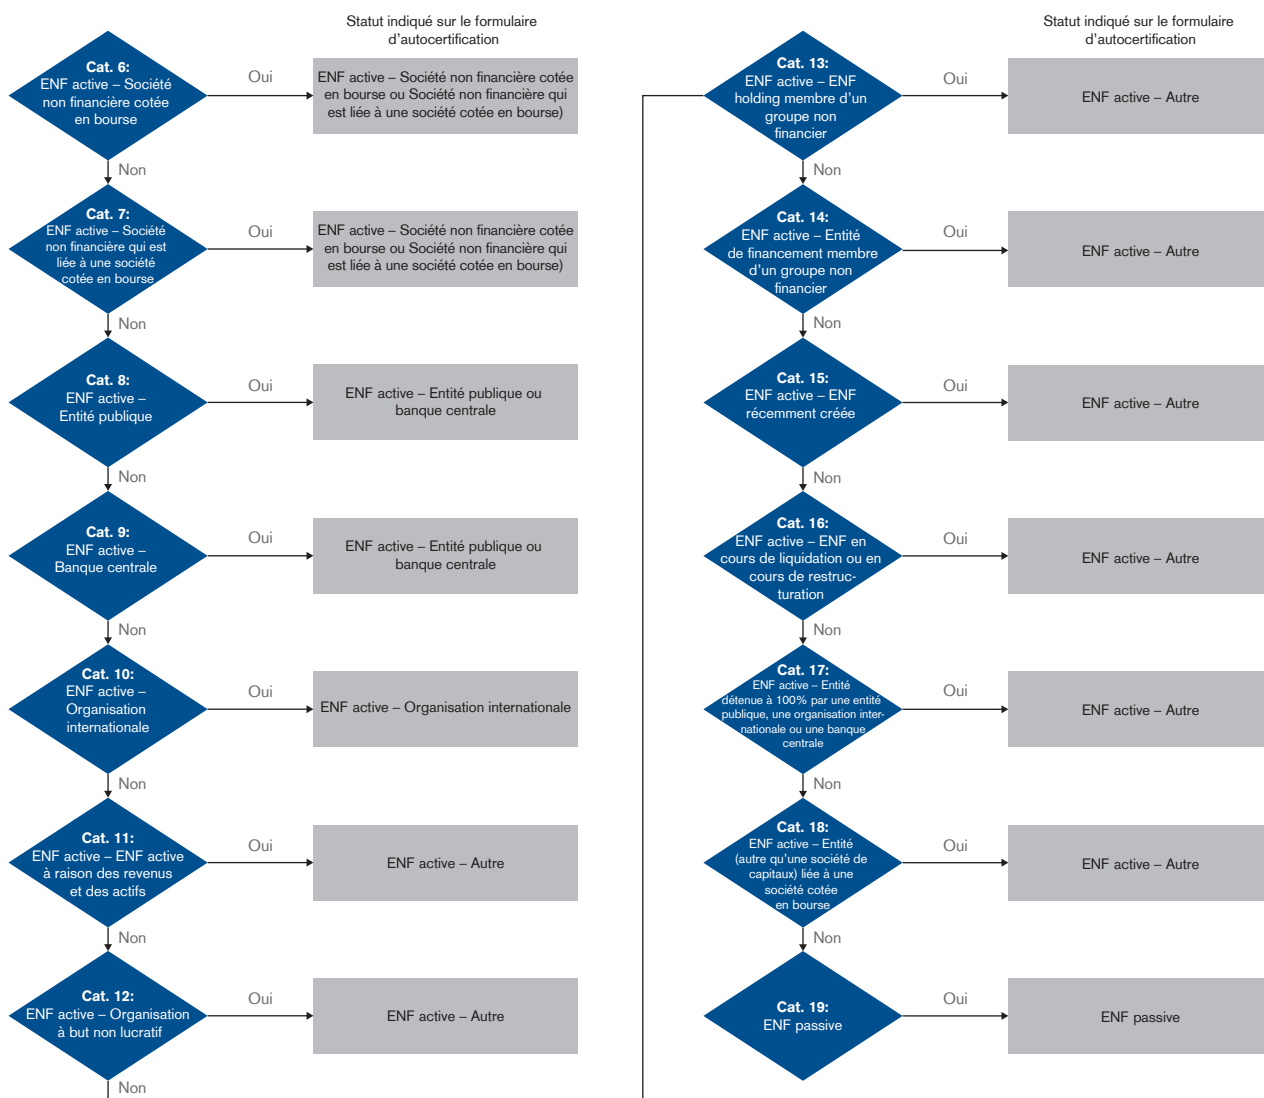 Statut indiqué sur le formulaire
d'autocertification
Cat. 6:
ENF active – Société
non financière cotée
en bourse
Oui
ENF active – Société non financière cotée
en bourse ou Société non financière qui
est liée à une société cotée en bourse)
Non
Cat. 7:
ENF active – Société
non financière qui est
liée à une société
cotée en bourse
Oui
ENF active – Société non financière cotée
en bourse ou Société non financière qui
est liée à une société cotée en bourse)
Non
Cat. 8:
ENF active –
Entité publique
Oui
ENF active – Entité publique ou
banque centrale
Non
Cat. 9:
ENF active –
Banque centrale
Oui
ENF active – Entité publique ou
banque centrale
Non
Cat. 10:
ENF active –
Organisation
internationale
Oui
ENF active – Organisation internationale
Non
Cat. 11:
ENF active – ENF active
à raison des revenus
et des actifs
Oui
ENF active – Autre
Non
Cat. 12:
ENF active – Organisation
à but non lucratif
Oui
ENF active – Autre
Non
Statut indiqué sur le formulaire
d'autocertification
Cat. 13:
ENF active – ENF
holding membre d'un
groupe non
financier
Oui
ENF active – Autre
Non
Cat. 14:
ENF active – Entité
de financement membre
d'un groupe non
financier
Oui
ENF active – Autre
Non
Cat. 15:
ENF active – ENF
récemment créée
Oui
ENF active – Autre
Non
Cat. 16:
ENF active – ENF en
cours de liquidation ou en
cours de restruc-
turation
Oui
ENF active – Autre
Non
Cat. 17:
ENF active – Entité
détenue à 100% par une entité
publique, une organisation inter-
nationale ou une banque
centrale
Oui
ENF active – Autre
Non
Cat. 18:
ENF active – Entité
(autre qu'une société de
capitaux) liée à une
société cotée
en bourse
Oui
ENF active – Autre
Non
Cat. 19:
ENF passive
Oui
ENF passive